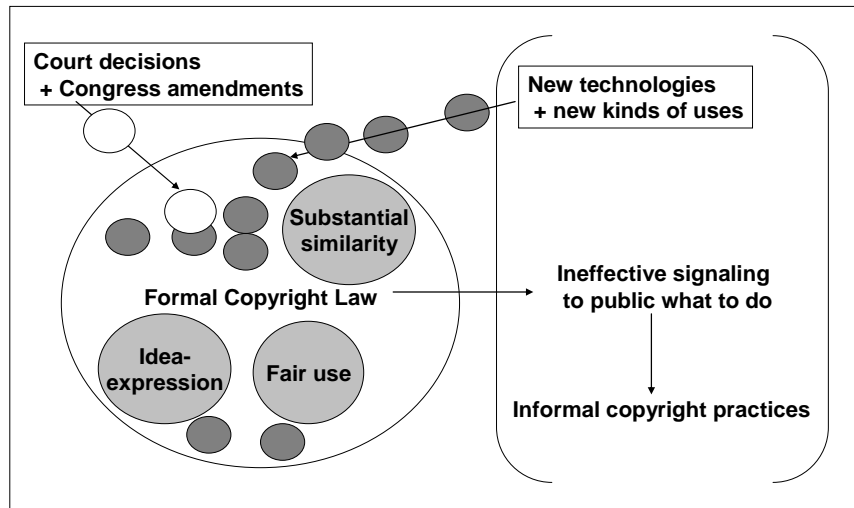 Court decisions
+ Congress amendments
New technologies
+ new kinds of uses
Substantial
similarity
Formal Copyright Law
Ineffective signaling
to public what to do
Idea-
expression
Fair use
Informal copyright practices